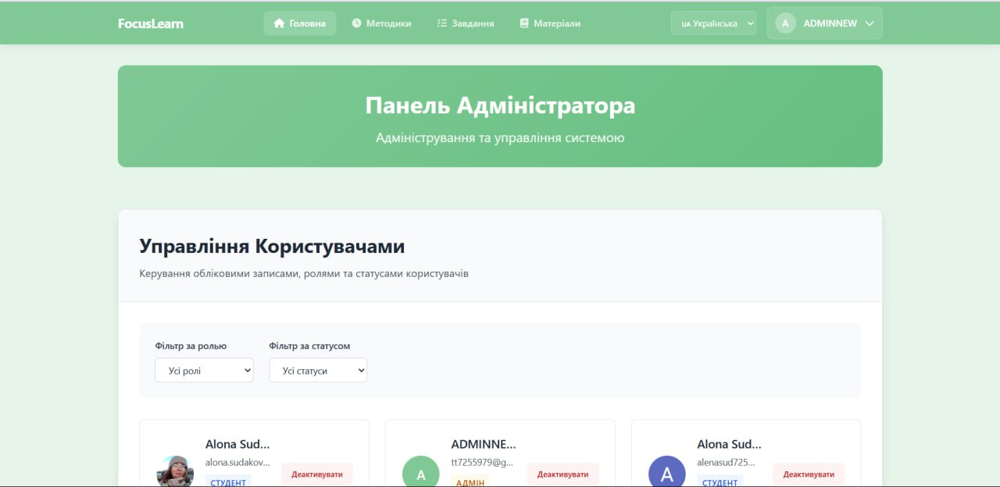 FocusLearn
Головна
Методики
Завдання
Матеріали
UA Українська
A
ADMINNEW
Панель Адміністратора
Адміністрування та управління системою
Управління Користувачами
Керування обліковими записами, ролями та статусами користувачів
Фільтр за ролью
Фільтр за статусом
Усі ролі
Усі статуси
Alona Sud...
alona.sudakov...
СТУДЕНТ
Деактивувати
A
ADMINNE...
tt7255979@g...
АДМІН
Деактивувати
A
Alona Sud...
alenasud725...
СТУДЕНТ
Деактивувати